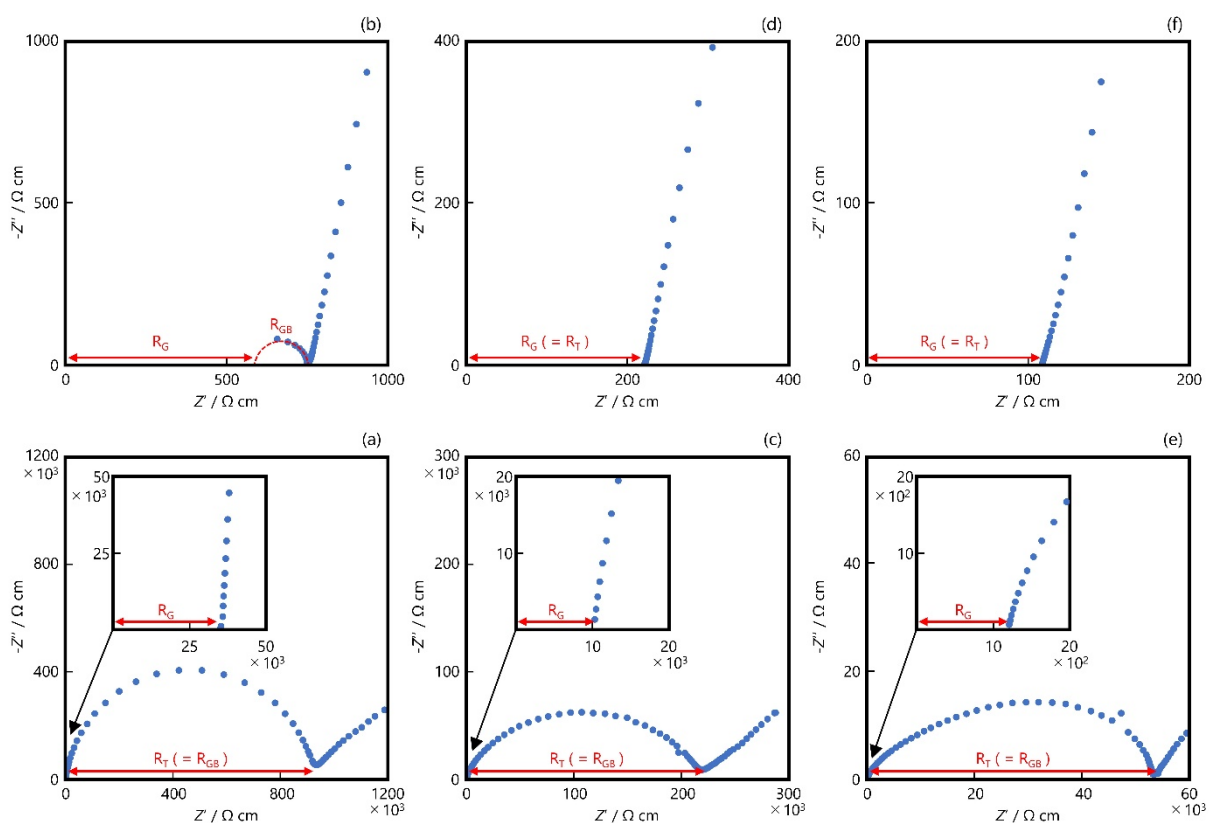 (b)
1000
500
0
-Z'' / Ω cm
R_G
R_GB
0
500
1000
Z' / Ω cm
(d)
400
200
0
-Z'' / Ω cm
R_G ( = R_T )
0
200
400
Z' / Ω cm
(f)
200
100
0
-Z'' / Ω cm
R_G ( = R_T )
0
100
200
Z' / Ω cm
(a)
1200
× 10³
800
400
0
-Z'' / Ω cm
50
× 10³
25
R_G
25
50
× 10³
R_T ( = R_GB )
0
400
800
1200
× 10³
Z' / Ω cm
(c)
300
× 10³
200
100
0
-Z'' / Ω cm
20
× 10³
10
R_G
10
20
× 10³
R_T ( = R_GB )
0
100
200
300
× 10³
Z' / Ω cm
(e)
60
× 10³
40
20
0
-Z'' / Ω cm
20
× 10²
10
R_G
10
20
× 10²
R_T ( = R_GB )
0
20
40
60
× 10³
Z' / Ω cm